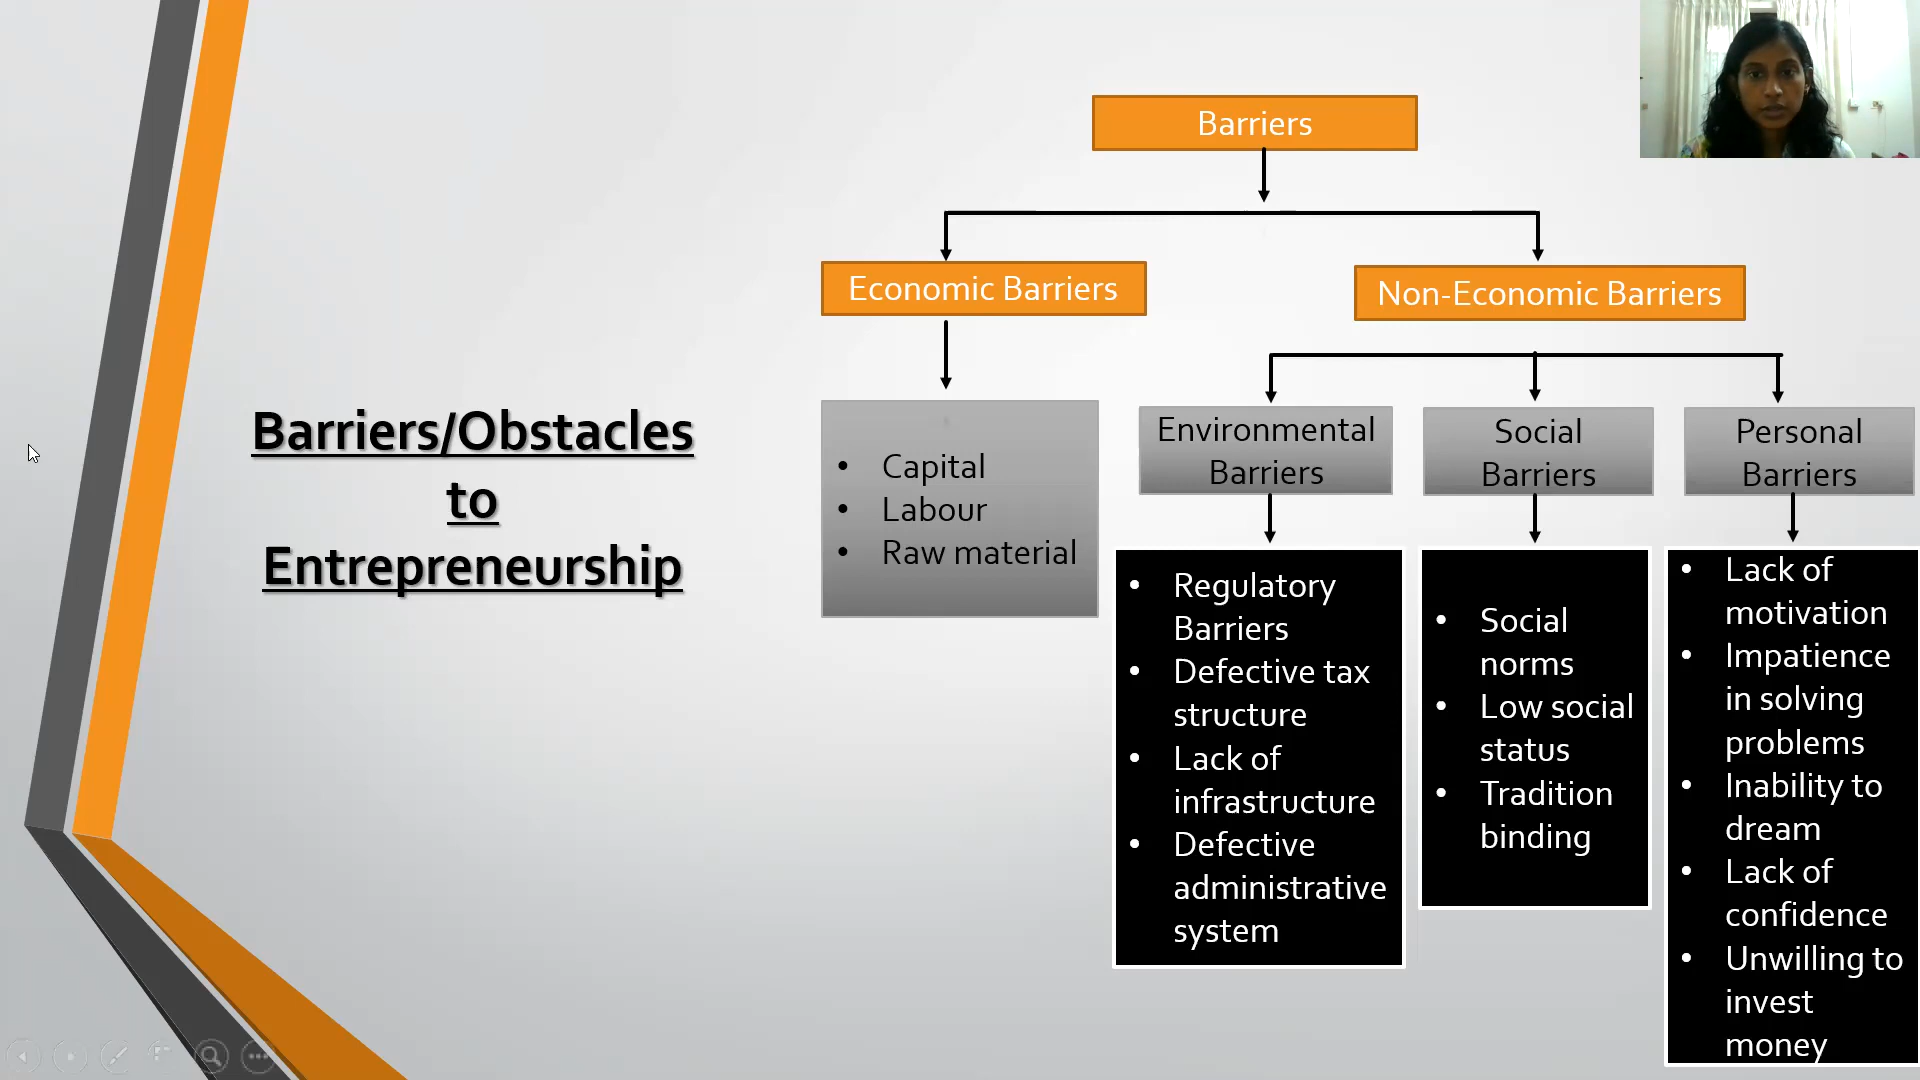 Barriers/Obstacles
to
Entrepreneurship
Barriers
Economic Barriers
Non-Economic Barriers
• Capital
• Labour
• Raw material
Environmental
Barriers
• Regulatory
Barriers
• Defective tax
structure
• Lack of
infrastructure
• Defective
administrative
system
Social
Barriers
• Social
norms
• Low social
status
• Tradition
binding
Personal
Barriers
• Lack of
motivation
• Impatience
in solving
problems
• Inability to
dream
• Lack of
confidence
• Unwilling to
invest
money